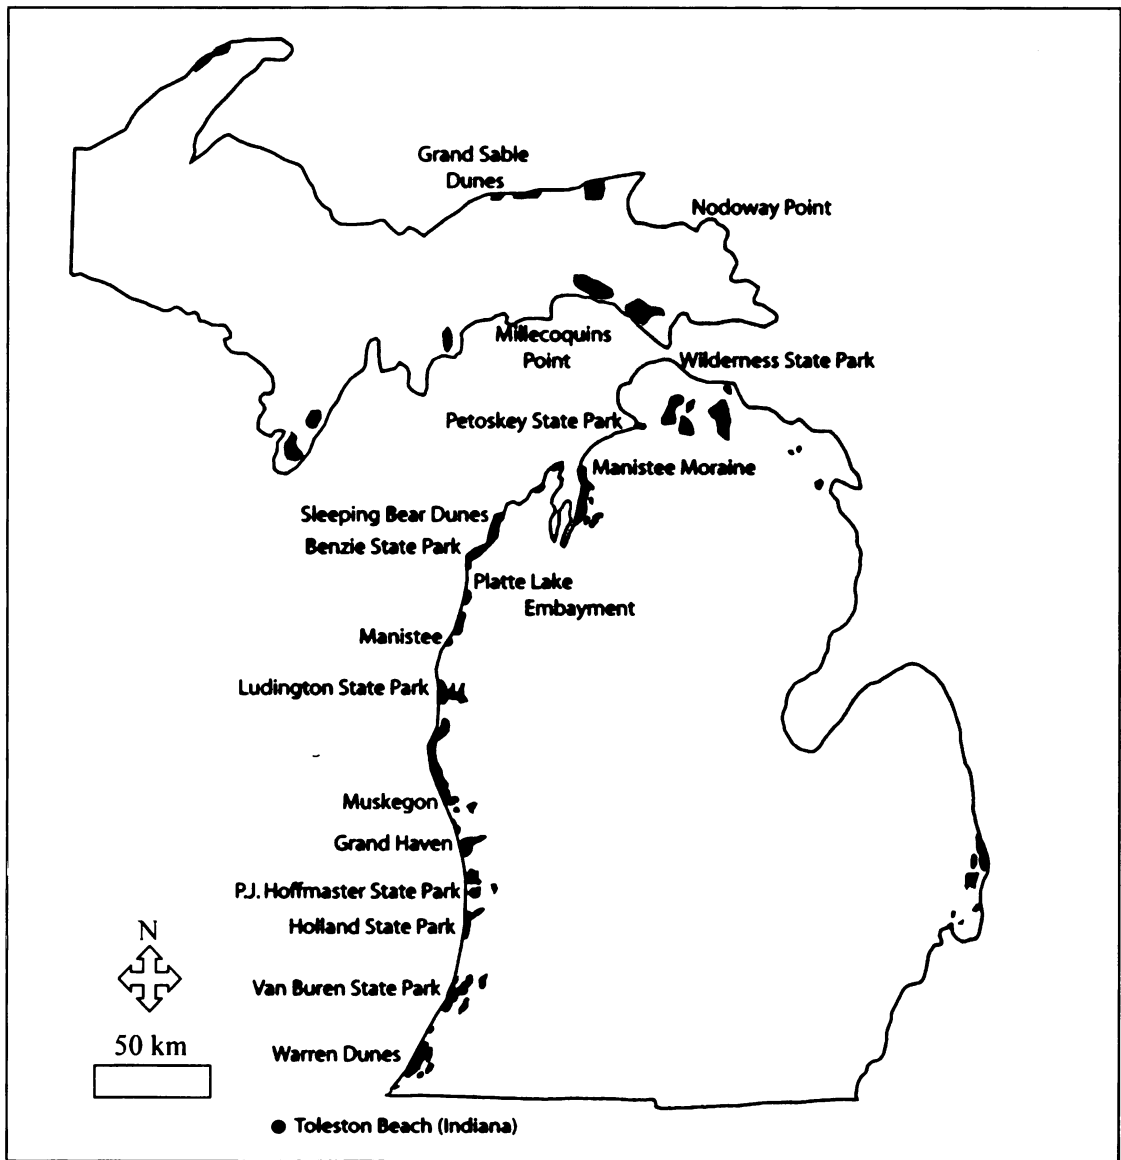 Grand Sable
Dunes
Nodoway Point
Millecoquins
Point
Wilderness State Park
Petoskey State Park
Manistee Moraine
Sleeping Bear Dunes
Benzie State Park
Platte Lake
Embayment
Manistee
Ludington State Park
Muskegon
Grand Haven
P.J. Hoffmaster State Park
Holland State Park
N
Van Buren State Park
50 km
Warren Dunes
Toleston Beach (Indiana)